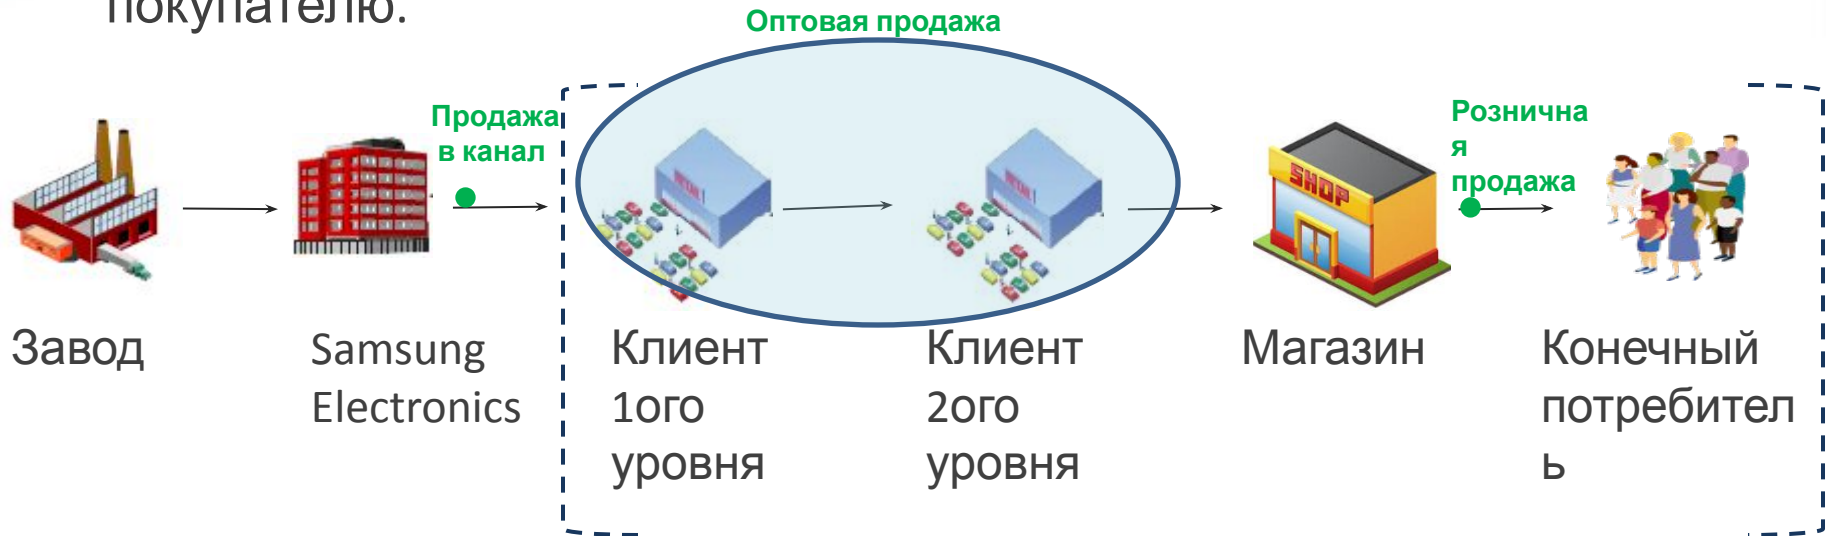 покупателю.
Оптовая продажа
Продажа
в канал
Рознична
я
продажа
SHOP
Завод
Samsung
Electronics
Клиент
1ого
уровня
Клиент
2ого
уровня
Магазин
Конечный
потребител
ь